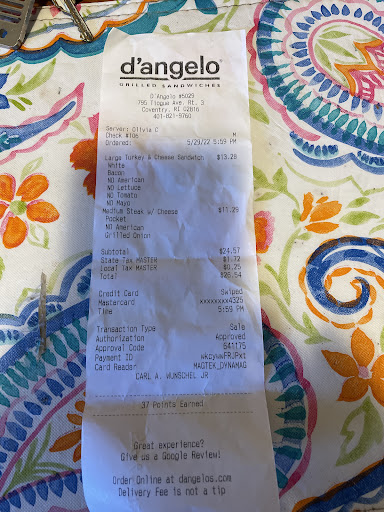 d'angelo
GRILLED SANDWICHES
D'Angelo #5029
795 Tiogue Ave. Rt. 3
Coventry, RI 02816
401-821-8760
Server: Olivia C
Check #106 M
Ordered: 5/29/22 5:59 PM
Large Turkey & Cheese Sandwich $13.28
White
Bacon
NO American
NO Lettuce
NO Tomato
NO Mayo
Medium Steak w/ Cheese $11.29
Pocket
NO American
Grilled Onion
Subtotal $24.57
State Tax MASTER $1.72
Local Tax MASTER $0.25
Total $26.54
Credit Card Swiped
Mastercard xxxxxxxx4325
Time 5:59 PM
Transaction Type Sale
Authorization Approved
Approval Code 541175
Payment ID
Card Reader MAGTEK_DYNAMAG
CARL A. WUNSCHEL JR
37 Points Earned
Great experience?
Give us a Google Review!
Order Online at dangelos.com
Delivery Fee is not a tip